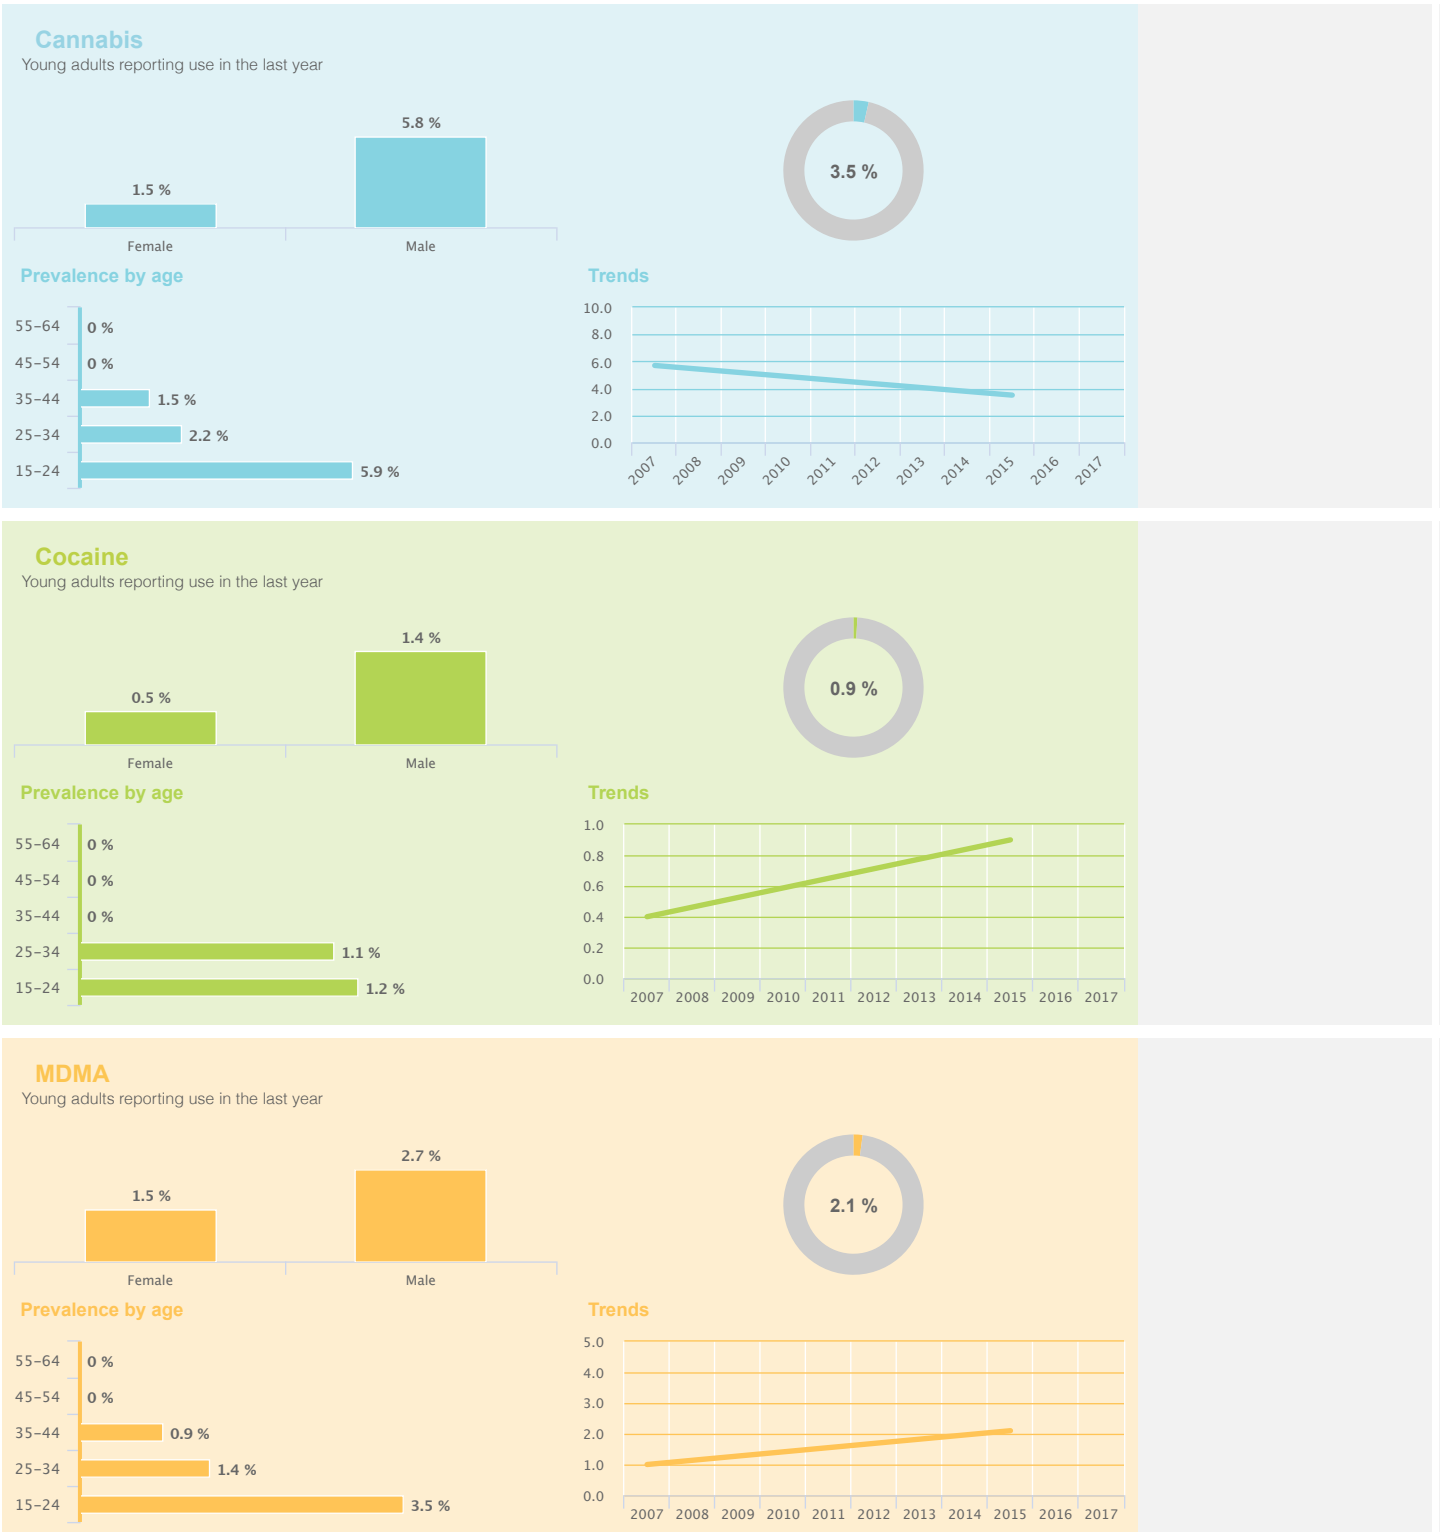 Cannabis
Young adults reporting use in the last year
5.8 %
1.5 %
Female
Male
3.5 %
Prevalence by age
55-64
0 %
45-54
0 %
35-44
1.5 %
25-34
2.2 %
15-24
5.9 %
Trends
10.0
8.0
6.0
4.0
2.0
0.0
2007 2008 2009 2010 2011 2012 2013 2014 2015 2016 2017
Cocaine
Young adults reporting use in the last year
1.4 %
0.5 %
Female
Male
0.9 %
Prevalence by age
55-64
0 %
45-54
0 %
35-44
0 %
25-34
1.1 %
15-24
1.2 %
Trends
1.0
0.8
0.6
0.4
0.2
0.0
2007 2008 2009 2010 2011 2012 2013 2014 2015 2016 2017
MDMA
Young adults reporting use in the last year
2.7 %
1.5 %
Female
Male
2.1 %
Prevalence by age
55-64
0 %
45-54
0 %
35-44
0.9 %
25-34
1.4 %
15-24
3.5 %
Trends
5.0
4.0
3.0
2.0
1.0
0.0
2007 2008 2009 2010 2011 2012 2013 2014 2015 2016 2017